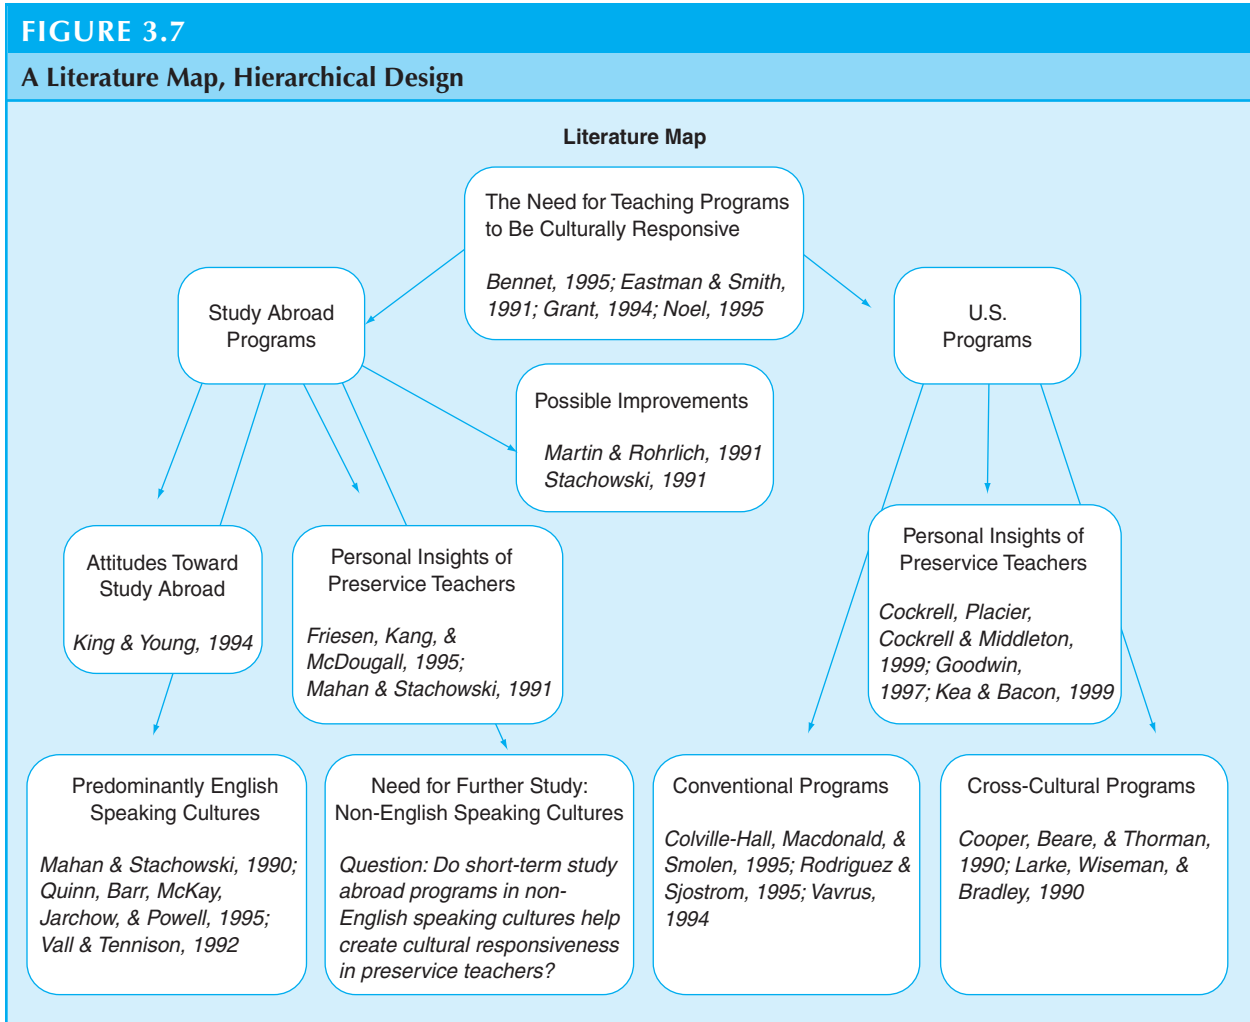 FIGURE 3.7
A Literature Map, Hierarchical Design
Literature Map
The Need for Teaching Programs
to Be Culturally Responsive
Bennet, 1995; Eastman & Smith,
1991; Grant, 1994; Noel, 1995
Study Abroad
Programs
U.S.
Programs
Possible Improvements
Martin & Rohrlich, 1991
Stachowski, 1991
Attitudes Toward
Study Abroad
King & Young, 1994
Personal Insights of
Preservice Teachers
Friesen, Kang, &
McDougall, 1995;
Mahan & Stachowski, 1991
Personal Insights of
Preservice Teachers
Cockrell, Placier,
Cockrell & Middleton,
1999; Goodwin,
1997; Kea & Bacon, 1999
Predominantly English
Speaking Cultures
Mahan & Stachowski, 1990;
Quinn, Barr, McKay,
Jarchow, & Powell, 1995;
Vall & Tennison, 1992
Need for Further Study:
Non-English Speaking Cultures
Question: Do short-term study
abroad programs in non-
English speaking cultures help
create cultural responsiveness
in preservice teachers?
Conventional Programs
Colville-Hall, Macdonald, &
Smolen, 1995; Rodriguez &
Sjostrom, 1995; Vavrus,
1994
Cross-Cultural Programs
Cooper, Beare, & Thorman,
1990; Larke, Wiseman, &
Bradley, 1990